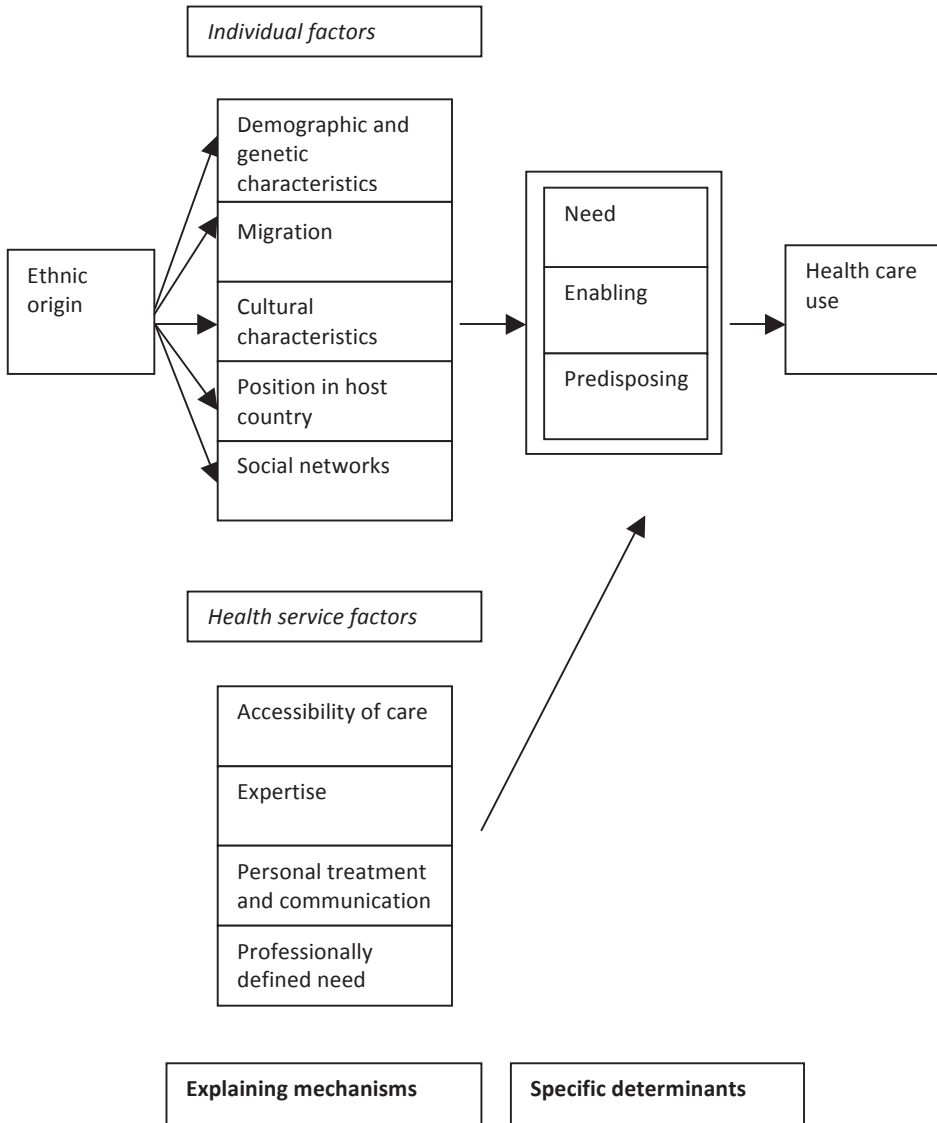 Individual factors
Demographic and
genetic
characteristics
Migration
Cultural
characteristics
Position in host
country
Social networks
Ethnic
origin
Need
Enabling
Predisposing
Health care
use
Health service factors
Accessibility of care
Expertise
Personal treatment
and communication
Professionally
defined need
Explaining mechanisms
Specific determinants